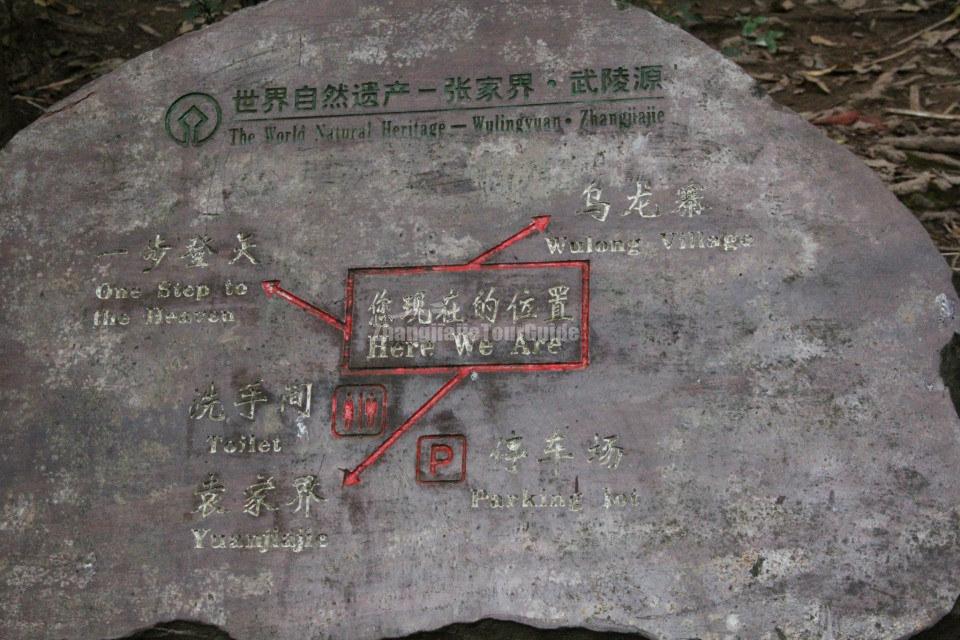 世界自然遗产－张家界·武陵源
The World Natural Heritage — Wulingyuan · Zhangjiajie
乌龙寨
Wulong Village
一步登天
One Step to
the Heaven
您现在的位置
ZhangjiajieTourGuide
Here We Are
洗手间
Toilet
P
停车场
Parking lot
袁家界
Yuanjiajie